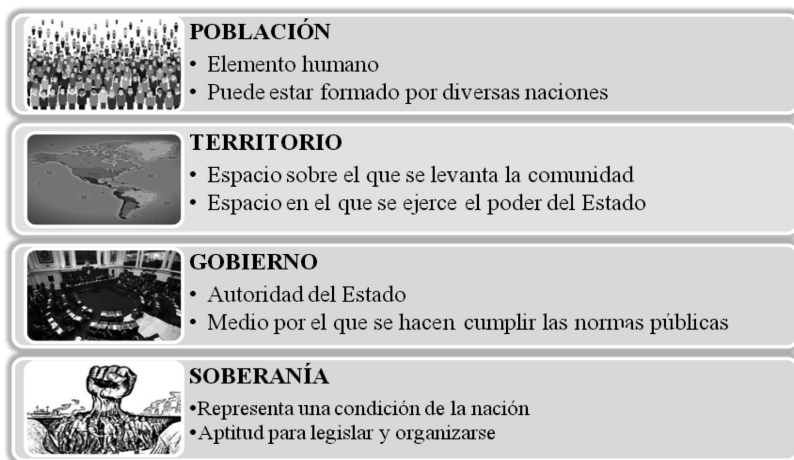 POBLACIÓN
• Elemento humano
• Puede estar formado por diversas naciones
TERRITORIO
• Espacio sobre el que se levanta la comunidad
• Espacio en el que se ejerce el poder del Estado
GOBIERNO
• Autoridad del Estado
• Medio por el que se hacen cumplir las normas públicas
SOBERANÍA
•Representa una condición de la nación
•Aptitud para legislar y organizarse